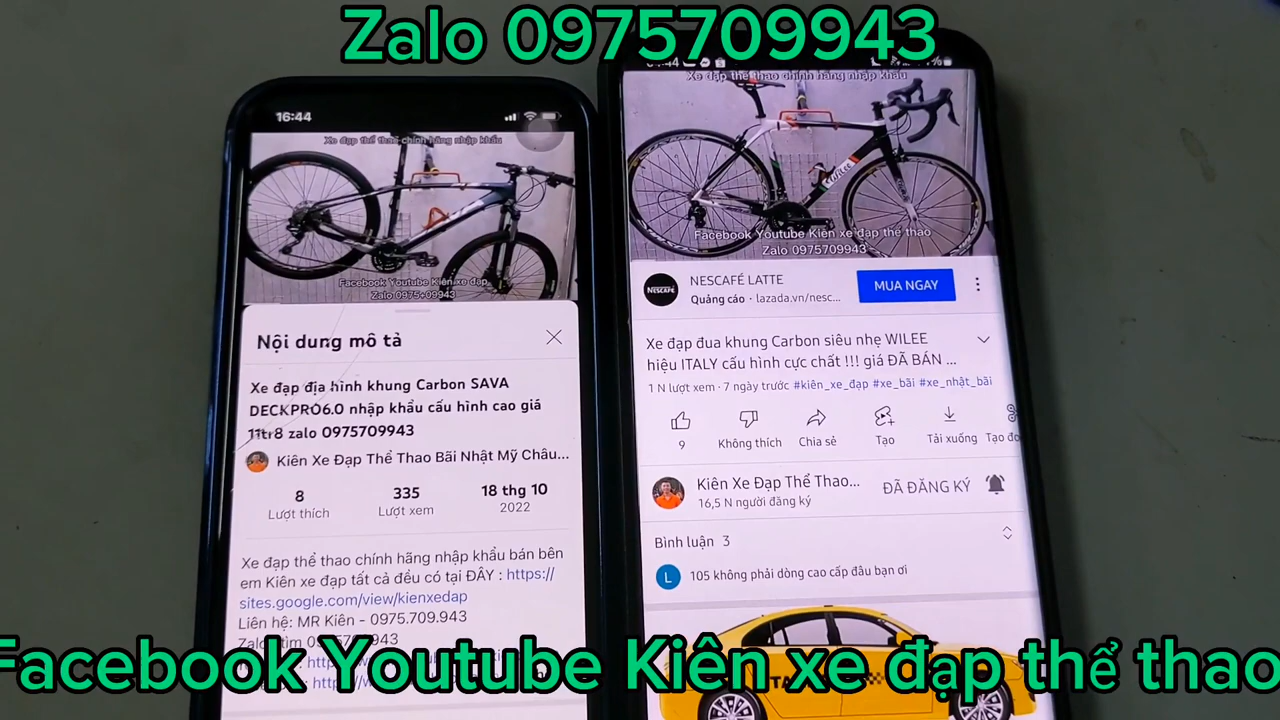 Zalo 0975709943
16:44
Xe đạp thể thao chính hãng nhập khẩu
Facebook Youtube Kiên xe đạp
Nội dung mô tả
Xe đạp địa hình khung Carbon SAVA
DECKPRO6.0 nhập khẩu cấu hình cao giá
11tr8 zalo 0975709943
Kiên Xe Đạp Thể Thao Bãi Nhật Mỹ Châu...
8
335
18 thg 10
Lượt thích
Lượt xem
2022
Xe đạp thể thao chính hãng nhập khẩu bán bên
em Kiên xe đạp tất cả đều có tại ĐÂY : https://
sites.google.com/view/kienxedap
Liên hệ: MR Kiên - 0975.709.943
Xe đạp thể thao chính hãng nhập khẩu
Wilier
Facebook Youtube Kiên xe đạp thể thao
Zalo 0975709943
NESCAFÉ
NESCAFÉ LATTE
Quảng cáo · lazada.vn/nesc...
MUA NGAY
Xe đạp đua khung Carbon siêu nhẹ WILEE
hiệu ITALY cấu hình cực chất !!! giá ĐÃ BÁN ...
1 N lượt xem · 7 ngày trước #kiên_xe_đạp #xe_bãi #xe_nhật_bãi
9
Không thích
Chia sẻ
Tạo
Tải xuống
Tạo đo
Kiên Xe Đạp Thể Thao...
16,5 N người đăng ký
ĐÃ ĐĂNG KÝ
Bình luận 3
L
105 không phải dòng cao cấp đâu bạn ơi
Facebook Youtube Kiên xe đạp thể thao